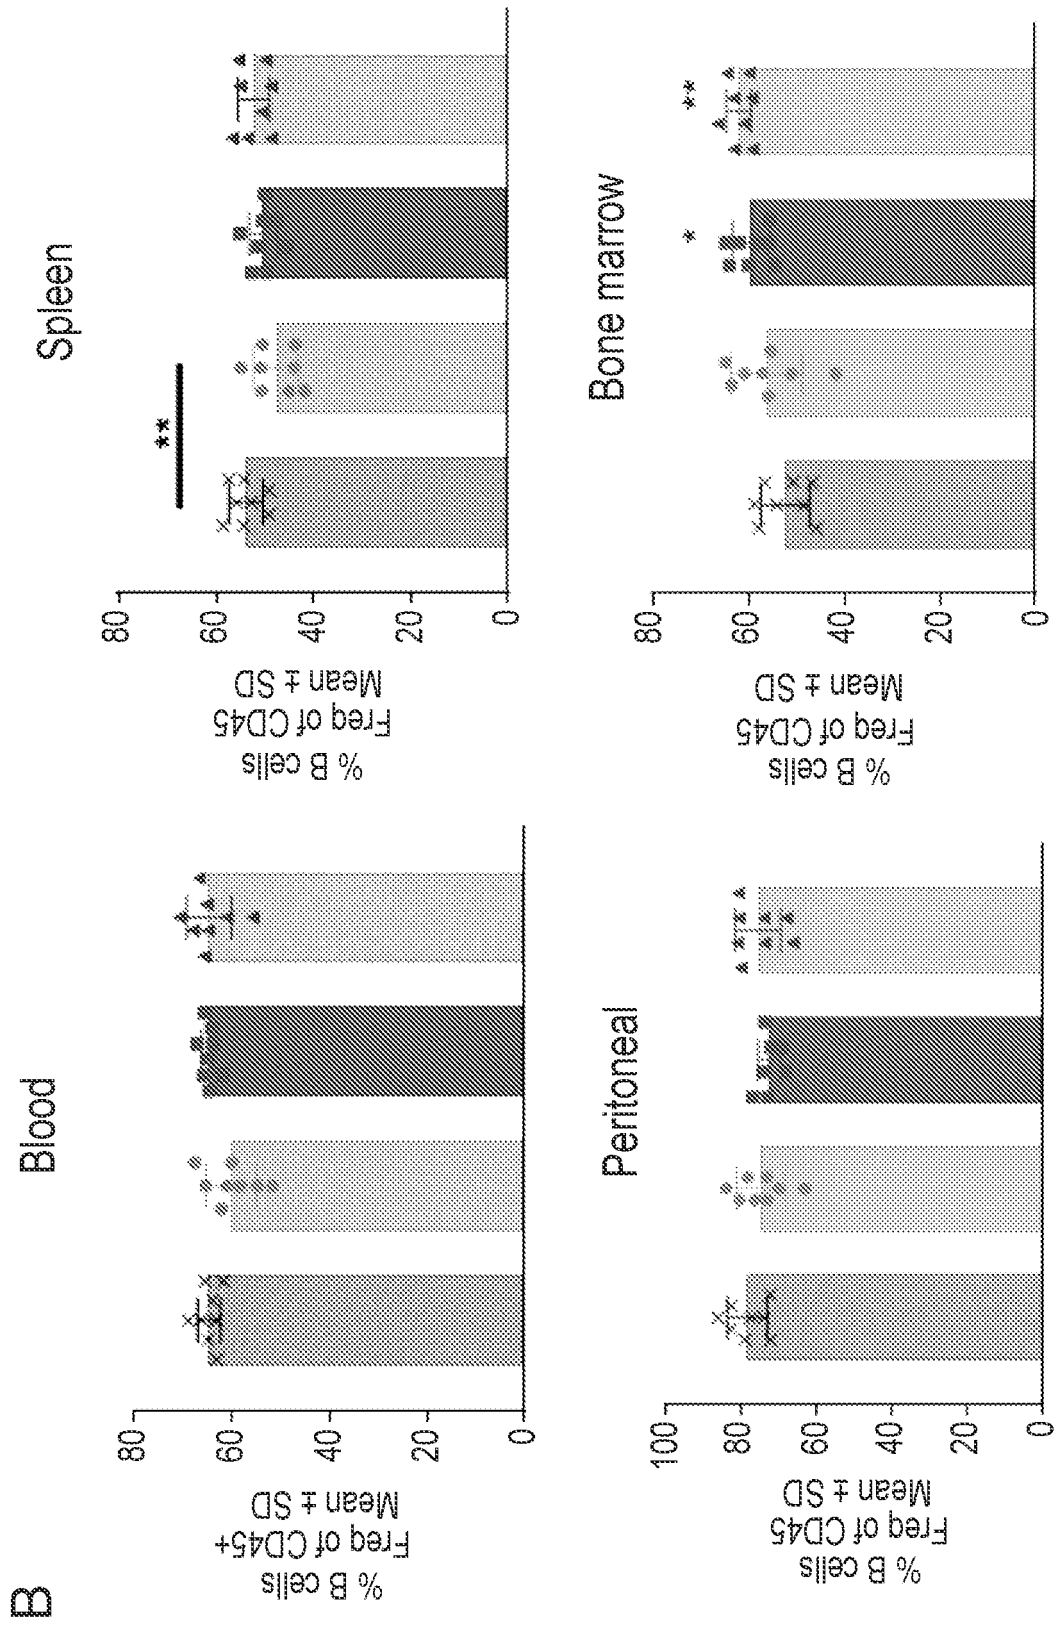 B
Blood
% B cells
Freq of CD45+
Mean ± SD
80
60
40
20
0
Spleen
% B cells
Freq of CD45
Mean ± SD
80
60
40
20
0
**
Peritoneal
% B cells
Freq of CD45
Mean ± SD
100
80
60
40
20
0
Bone marrow
% B cells
Freq of CD45
Mean ± SD
80
60
40
20
0
*
**